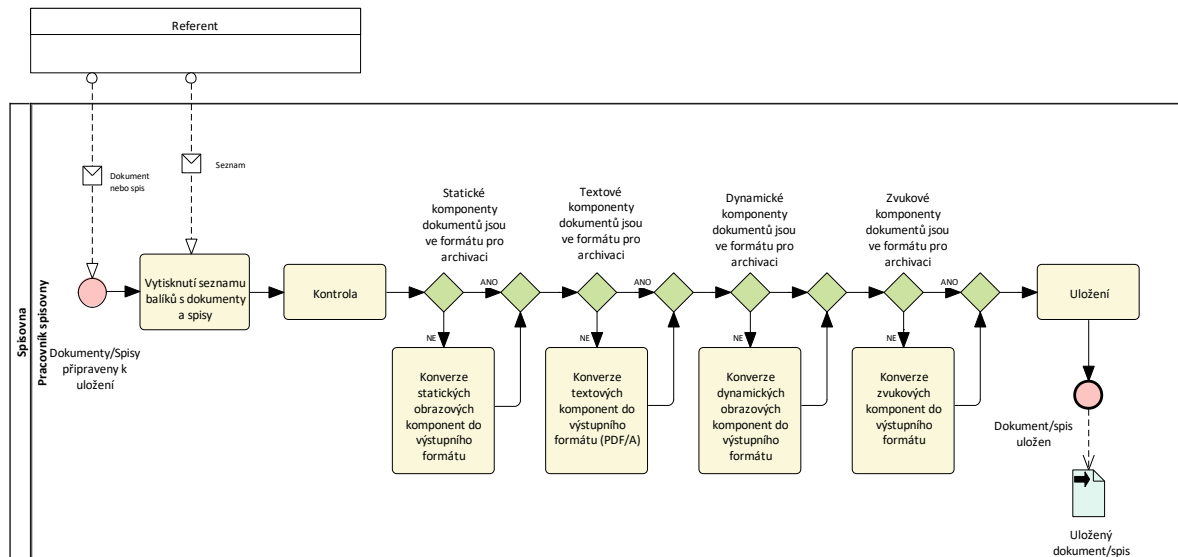 Referent
Spisovna
Pracovník spisovny
Dokument
nebo spis
Seznam
Dokumenty/Spisy
připraveny k
uložení
Vytisknutí seznamu
balíků s dokumenty
a spisy
Kontrola
Statické
komponenty
dokumentů jsou
ve formátu pro
archivaci
ANO
NE
Konverze
statických
obrazových
komponent do
výstupního
formátu
Textové
komponenty
dokumentů jsou
ve formátu pro
archivaci
ANO
NE
Konverze
textových
komponent do
výstupního
formátu (PDF/A)
Dynamické
komponenty
dokumentů jsou
ve formátu pro
archivaci
ANO
NE
Konverze
dynamických
obrazových
komponent do
výstupního
formátu
Zvukové
komponenty
dokumentů jsou
ve formátu pro
archivaci
ANO
NE
Konverze
zvukových
komponent do
výstupního
formátu
Uložení
Dokument/spis
uložen
Uložený
dokument/spis